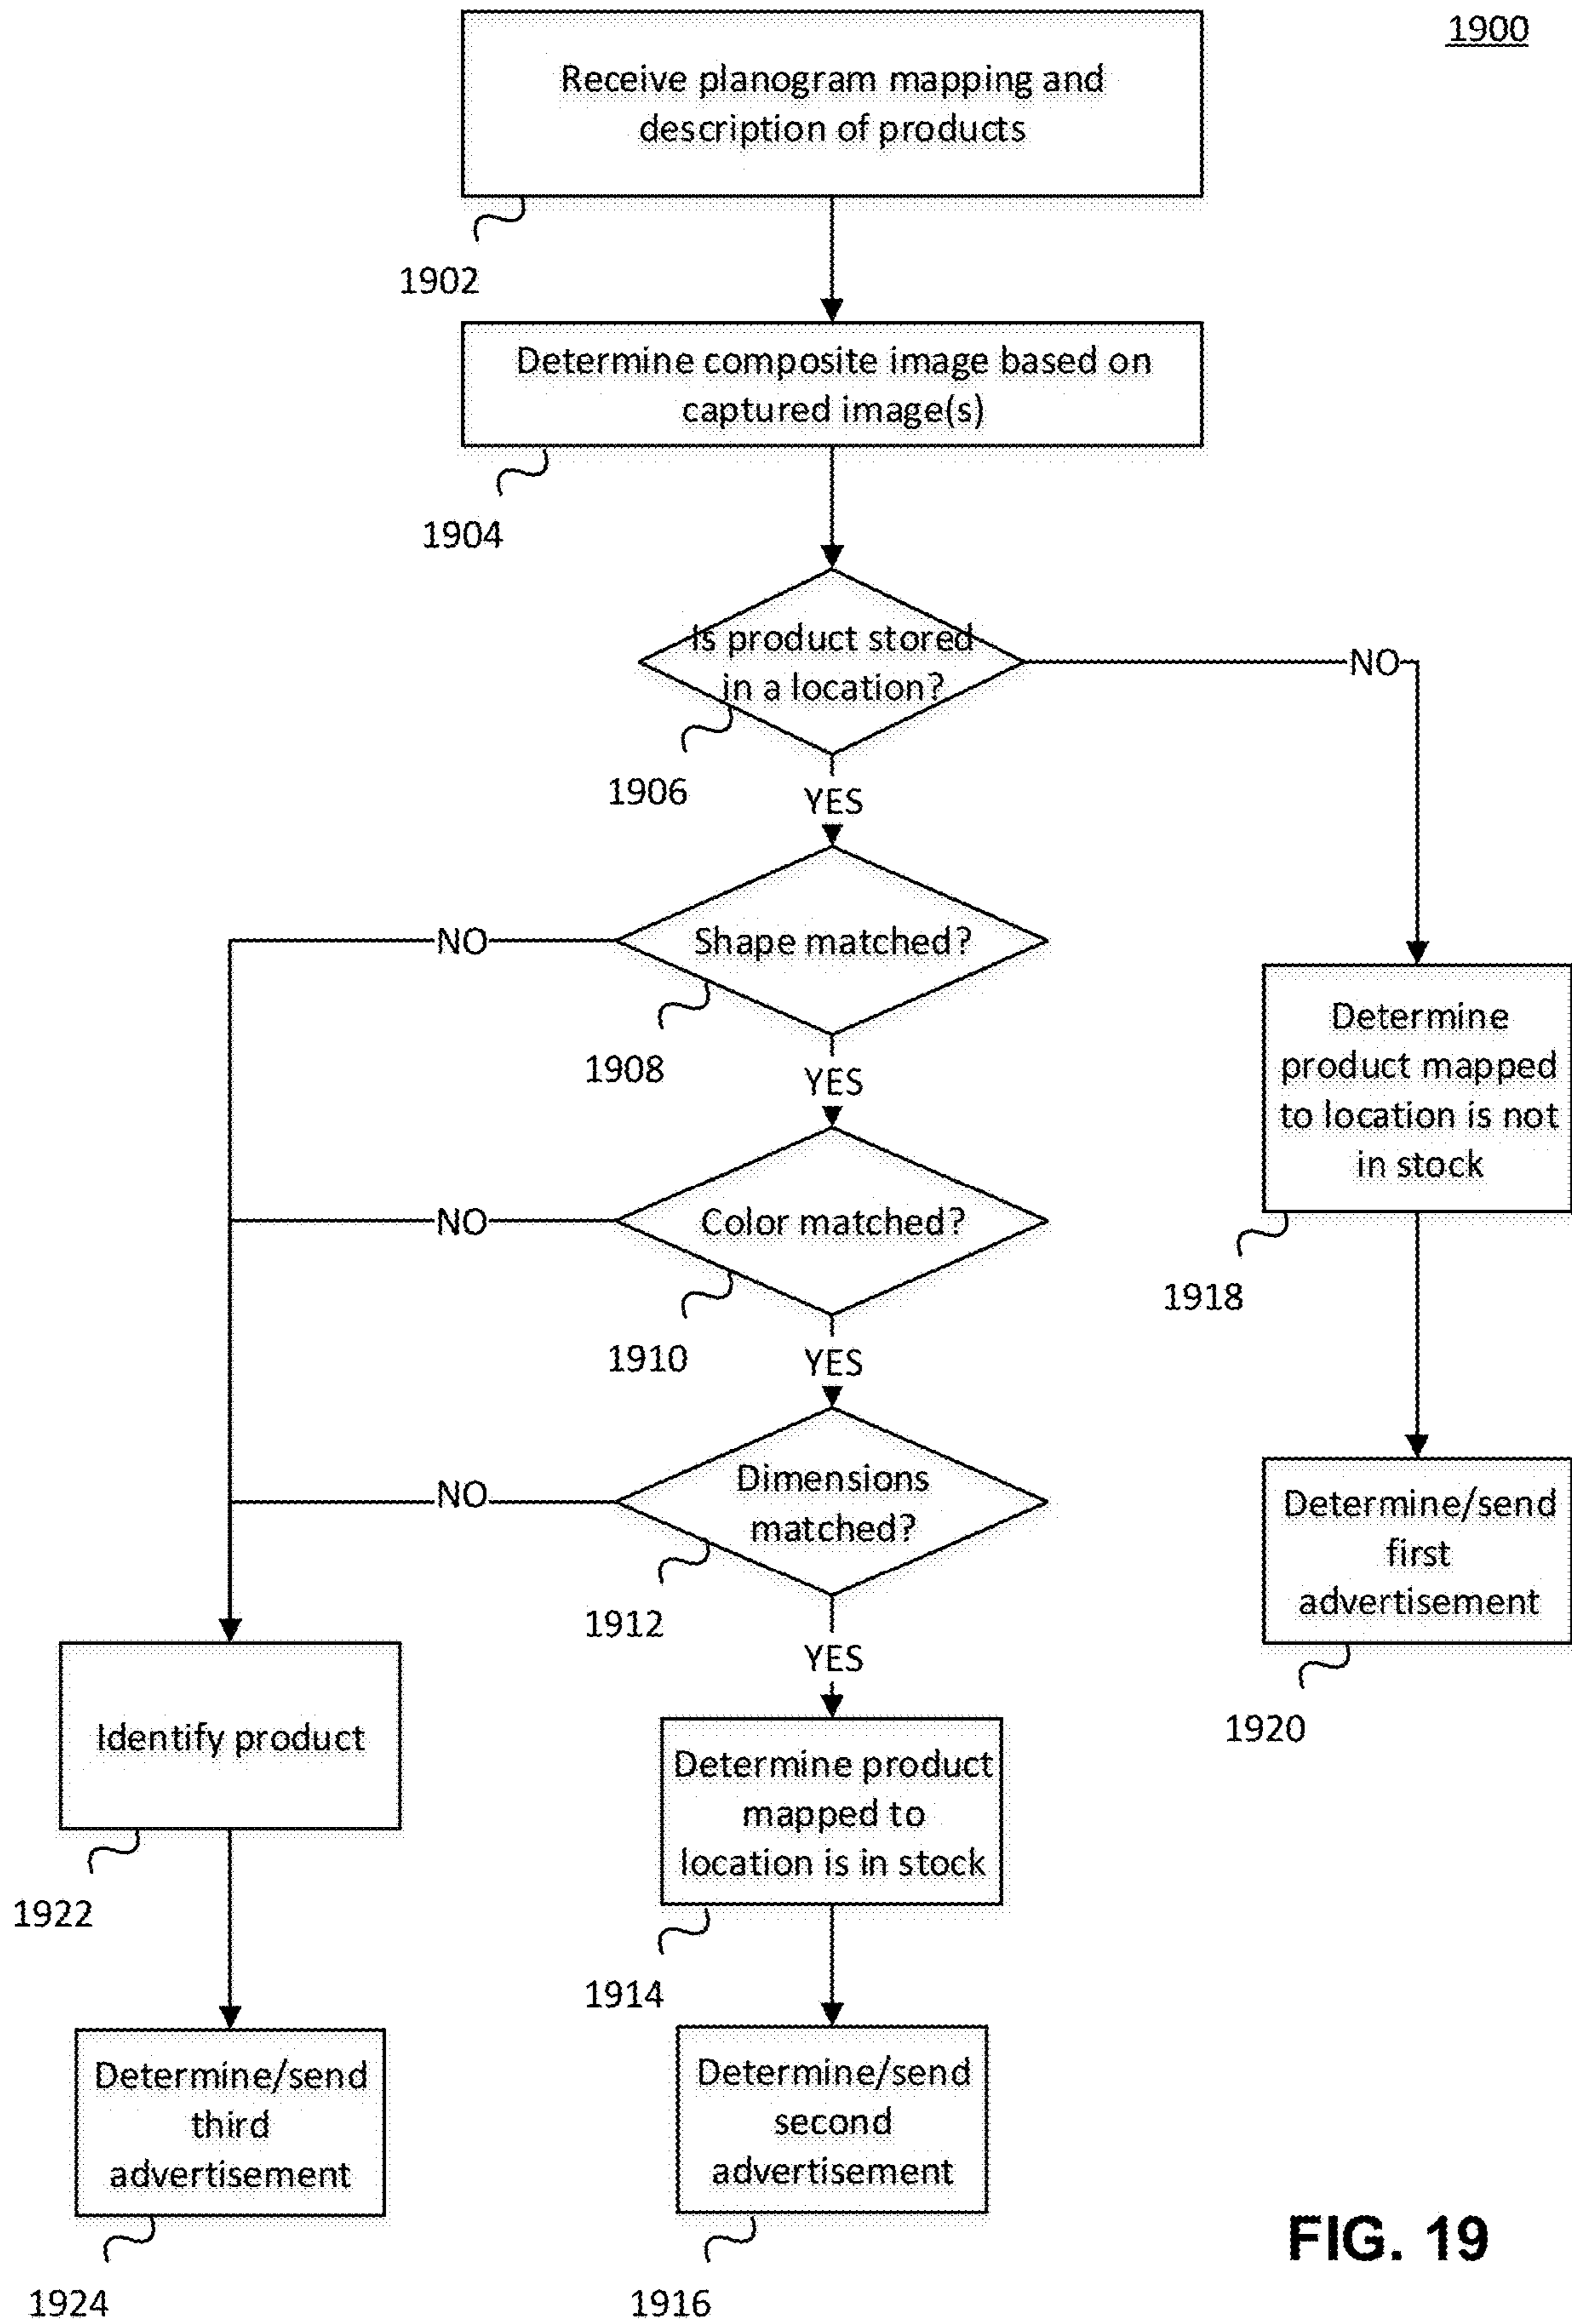 1900
Receive planogram mapping and
description of products
1902
Determine composite image based on
captured image(s)
1904
Is product stored
in a location?
NO
1906
YES
Shape matched?
NO
1908
YES
Determine
product mapped
to location is not
in stock
1918
Color matched?
NO
1910
YES
Dimensions
matched?
NO
1912
YES
Determine/send
first
advertisement
1920
Identify product
1922
Determine product
mapped to
location is in stock
1914
Determine/send
third
advertisement
1924
Determine/send
second
advertisement
1916
FIG. 19